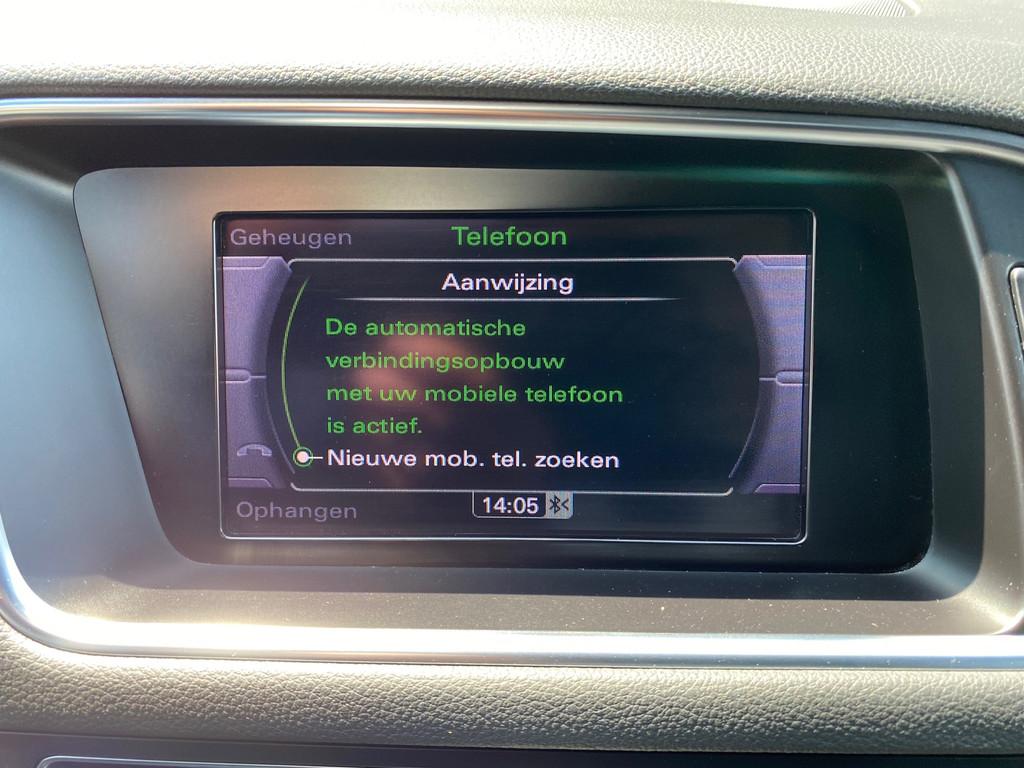 Geheugen
Telefoon
Aanwijzing
De automatische
verbindingsopbouw
met uw mobiele telefoon
is actief.
Nieuwe mob. tel. zoeken
Ophangen
14:05